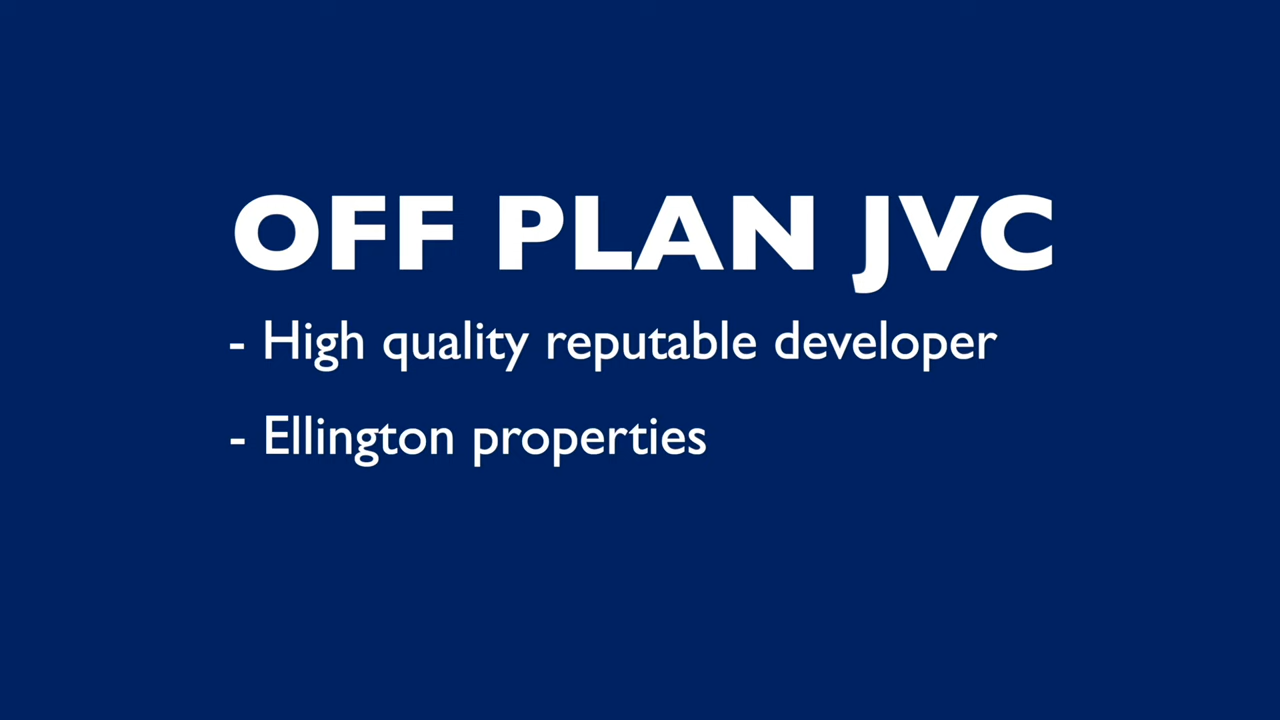 OFF PLAN JVC
- High quality reputable developer
- Ellington properties